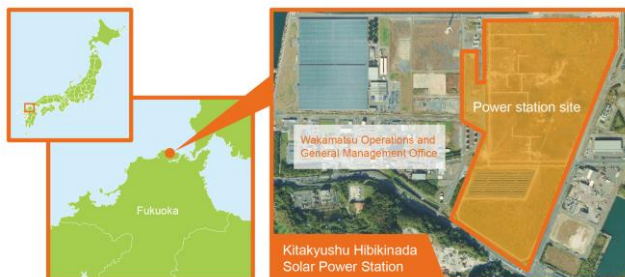 Power station site
Wakamatsu Operations and
General Management Office
Fukuoka
Kitakyushu Hibikinada
Solar Power Station